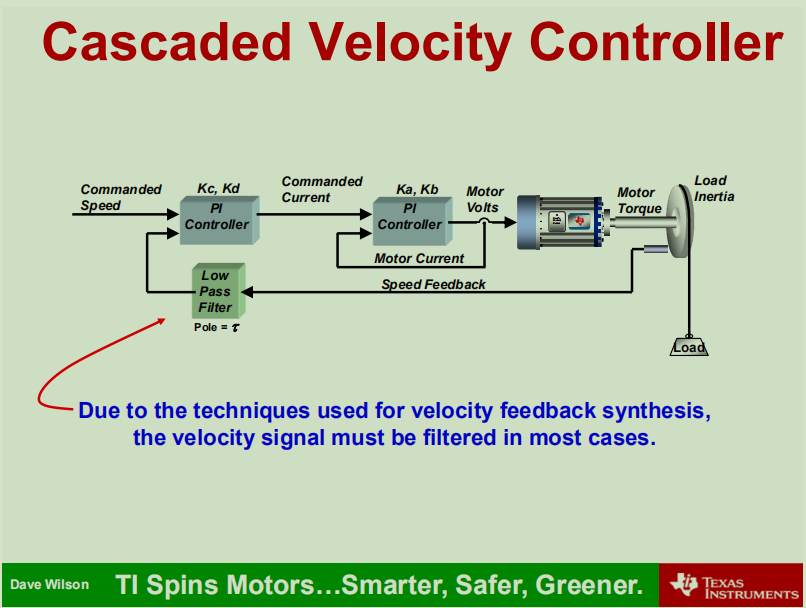 Cascaded Velocity Controller
Commanded
Speed
Kc, Kd
PI
Controller
Commanded
Current
Ka, Kb
PI
Controller
Motor
Volts
Motor
Torque
Load
Inertia
Motor Current
Speed Feedback
Low
Pass
Filter
Pole = τ
Load
Due to the techniques used for velocity feedback synthesis,
the velocity signal must be filtered in most cases.
Dave Wilson
TI Spins Motors…Smarter, Safer, Greener.
TEXAS
INSTRUMENTS